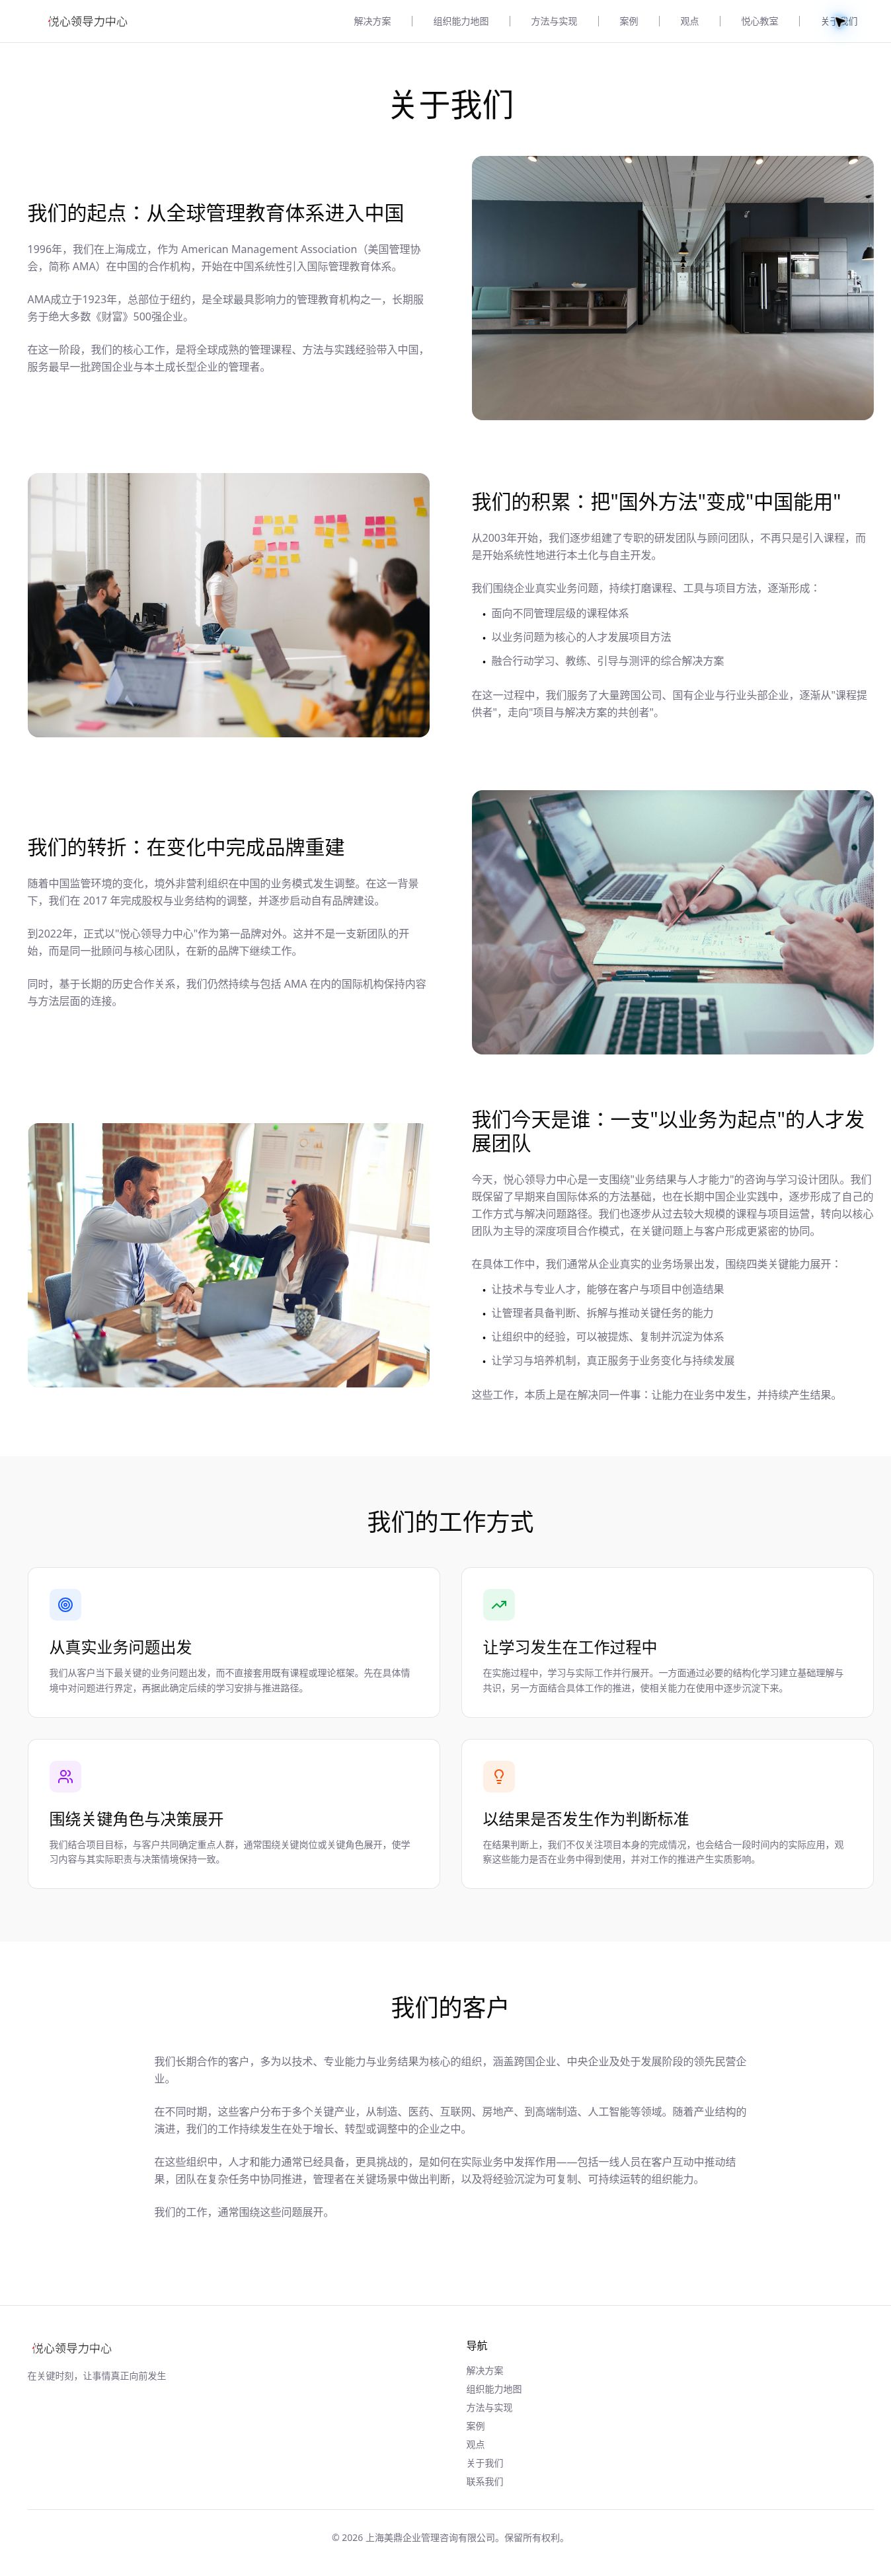 悦心领导力中心
解决方案
组织能力地图
方法与实现
案例
观点
悦心教室
关于我们
关于我们
我们的起点：从全球管理教育体系进入中国
1996年，我们在上海成立，作为 American Management Association（美国管理协
会，简称 AMA）在中国的合作机构，开始在中国系统性引入国际管理教育体系。
AMA成立于1923年，总部位于纽约，是全球最具影响力的管理教育机构之一，长期服
务于绝大多数《财富》500强企业。
在这一阶段，我们的核心工作，是将全球成熟的管理课程、方法与实践经验带入中国，
服务最早一批跨国企业与本土成长型企业的管理者。
我们的积累：把"国外方法"变成"中国能用"
从2003年开始，我们逐步组建了专职的研发团队与顾问团队，不再只是引入课程，而
是开始系统性地进行本土化与自主开发。
我们围绕企业真实业务问题，持续打磨课程、工具与项目方法，逐渐形成：
• 面向不同管理层级的课程体系
• 以业务问题为核心的人才发展项目方法
• 融合行动学习、教练、引导与测评的综合解决方案
在这一过程中，我们服务了大量跨国公司、国有企业与行业头部企业，逐渐从"课程提
供者"，走向"项目与解决方案的共创者"。
我们的转折：在变化中完成品牌重建
随着中国监管环境的变化，境外非营利组织在中国的业务模式发生调整。在这一背景
下，我们在 2017 年完成股权与业务结构的调整，并逐步启动自有品牌建设。
到2022年，正式以"悦心领导力中心"作为第一品牌对外。这并不是一支新团队的开
始，而是同一批顾问与核心团队，在新的品牌下继续工作。
同时，基于长期的历史合作关系，我们仍然持续与包括 AMA 在内的国际机构保持内容
与方法层面的连接。
我们今天是谁：一支"以业务为起点"的人才发
展团队
今天，悦心领导力中心是一支围绕"业务结果与人才能力"的咨询与学习设计团队。我们
既保留了早期来自国际体系的方法基础，也在长期中国企业实践中，逐步形成了自己的
工作方式与解决问题路径。我们也逐步从过去较大规模的课程与项目运营，转向以核心
团队为主导的深度项目合作模式，在关键问题上与客户形成更紧密的协同。
在具体工作中，我们通常从企业真实的业务场景出发，围绕四类关键能力展开：
• 让技术与专业人才，能够在客户与项目中创造结果
• 让管理者具备判断、拆解与推动关键任务的能力
• 让组织中的经验，可以被提炼、复制并沉淀为体系
• 让学习与培养机制，真正服务于业务变化与持续发展
这些工作，本质上是在解决同一件事：让能力在业务中发生，并持续产生结果。
我们的工作方式
从真实业务问题出发
我们从客户当下最关键的业务问题出发，而不直接套用既有课程或理论框架。先在具体情
境中对问题进行界定，再据此确定后续的学习安排与推进路径。
让学习发生在工作过程中
在实施过程中，学习与实际工作并行展开。一方面通过必要的结构化学习建立基础理解与
共识，另一方面结合具体工作的推进，使相关能力在使用中逐步沉淀下来。
围绕关键角色与决策展开
我们结合项目目标，与客户共同确定重点人群，通常围绕关键岗位或关键角色展开，使学
习内容与其实际职责与决策情境保持一致。
以结果是否发生作为判断标准
在结果判断上，我们不仅关注项目本身的完成情况，也会结合一段时间内的实际应用，观
察这些能力是否在业务中得到使用，并对工作的推进产生实质影响。
我们的客户
我们长期合作的客户，多为以技术、专业能力与业务结果为核心的组织，涵盖跨国企业、中央企业及处于发展阶段的领先民营企
业。
在不同时期，这些客户分布于多个关键产业，从制造、医药、互联网、房地产、到高端制造、人工智能等领域。随着产业结构的
演进，我们的工作持续发生在处于增长、转型或调整中的企业之中。
在这些组织中，人才和能力通常已经具备，更具挑战的，是如何在实际业务中发挥作用——包括一线人员在客户互动中推动结
果，团队在复杂任务中协同推进，管理者在关键场景中做出判断，以及将经验沉淀为可复制、可持续运转的组织能力。
我们的工作，通常围绕这些问题展开。
悦心领导力中心
在关键时刻，让事情真正向前发生
导航
解决方案
组织能力地图
方法与实现
案例
观点
关于我们
联系我们
© 2026 上海美鼎企业管理咨询有限公司。保留所有权利。